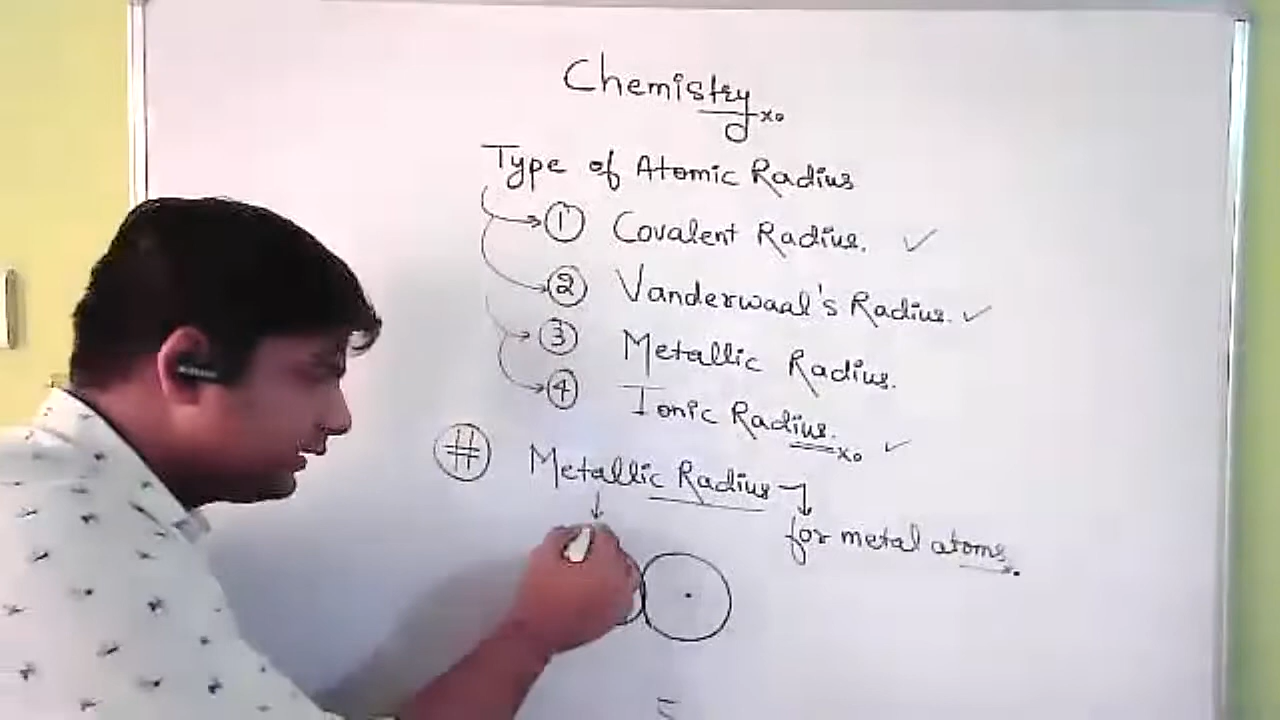 Chemistry
Type of Atomic Radius
① Covalent Radius. ✓
② Vanderwaal's Radius. ✓
③ Metallic Radius.
④ Ionic Radius. ✓
# Metallic Radius
for metal atoms.